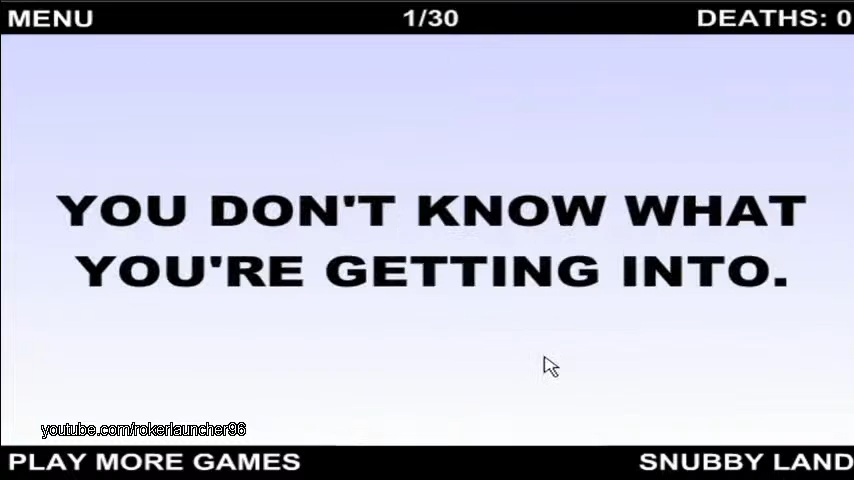 MENU 1/30 DEATHS: 0
YOU DON'T KNOW WHAT
YOU'RE GETTING INTO.
youtube.com/rokerlauncher96
PLAY MORE GAMES SNUBBY LAND